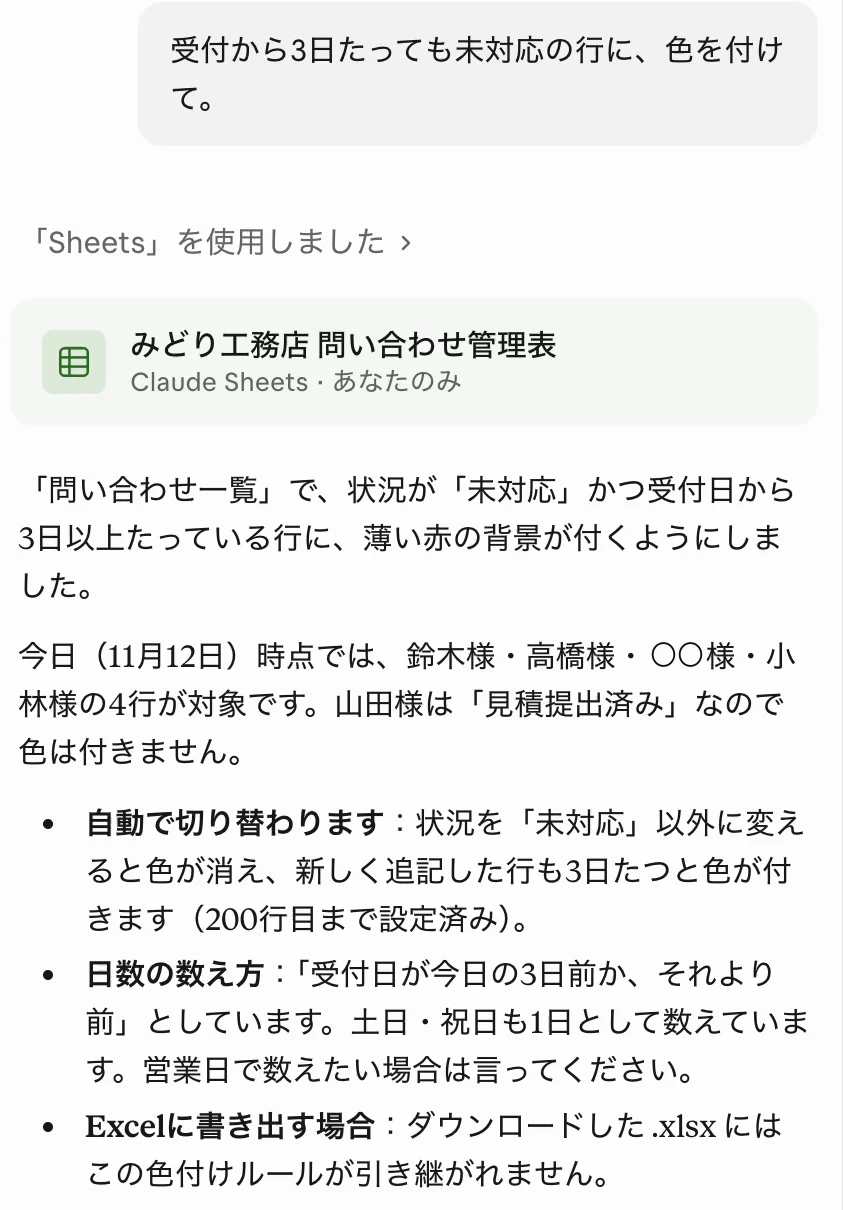 受付から3日たっても未対応の行に、色を付け
て。
「Sheets」を使用しました
みどり工務店 問い合わせ管理表
Claude Sheets · あなたのみ
「問い合わせ一覧」で、状況が「未対応」かつ受付日から
3日以上たっている行に、薄い赤の背景が付くようにしま
した。
今日（11月12日）時点では、鈴木様・高橋様・ 〇〇様・小
林様の4行が対象です。山田様は「見積提出済み」なので
色は付きません。
• 自動で切り替わります：状況を「未対応」以外に変え
ると色が消え、新しく追記した行も3日たつと色が付
きます（200行目まで設定済み）。
• 日数の数え方：「受付日が今日の3日前か、それより
前」としています。土日・祝日も1日として数えていま
す。営業日で数えたい場合は言ってください。
• Excelに書き出す場合：ダウンロードした .xlsx には
この色付けルールが引き継がれません。